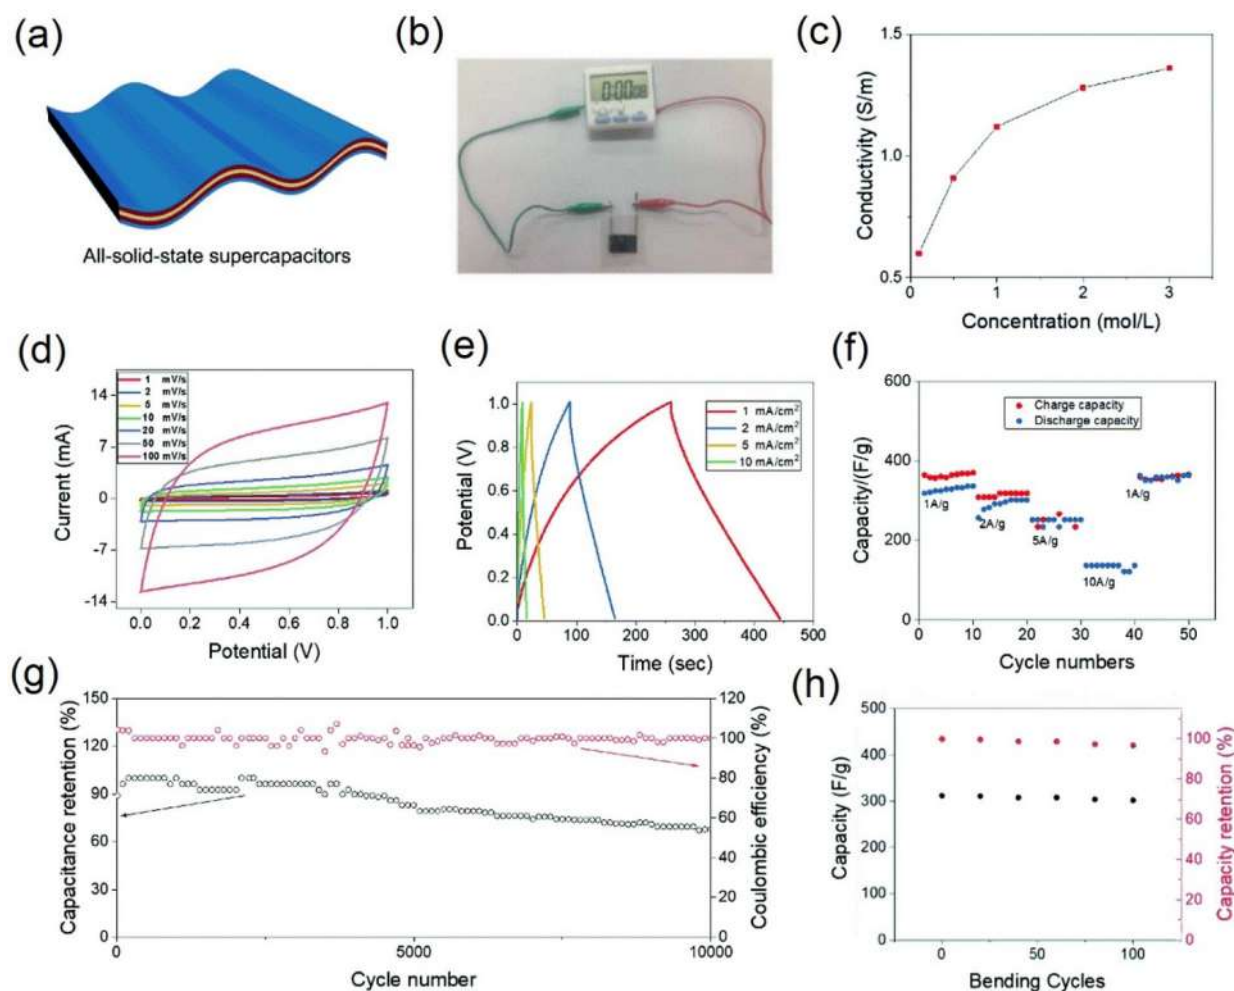 (a)
All-solid-state supercapacitors
(b)
(c)
Conductivity (S/m)
1.5
1.0
0.5
0
1
2
3
Concentration (mol/L)
(d)
Current (mA)
14
7
0
-7
-14
1 mV/s
2 mV/s
5 mV/s
10 mV/s
20 mV/s
50 mV/s
100 mV/s
0.0
0.2
0.4
0.6
0.8
1.0
Potential (V)
(e)
Potential (V)
1.0
0.8
0.6
0.4
0.2
0.0
1 mA/cm²
2 mA/cm²
5 mA/cm²
10 mA/cm²
0
100
200
300
400
500
Time (sec)
(f)
Capacity/(F/g)
600
400
200
0
Charge capacity
Discharge capacity
1A/g
2A/g
5A/g
10A/g
1A/g
0
10
20
30
40
50
Cycle numbers
(g)
Capacitance retention (%)
150
120
90
60
30
0
0
5000
10000
Cycle number
120
100
80
60
40
20
0
Coulombic efficiency (%)
(h)
Capacity (F/g)
500
400
300
200
100
0
0
50
100
Bending Cycles
100
80
60
40
20
0
Capacity retention (%)